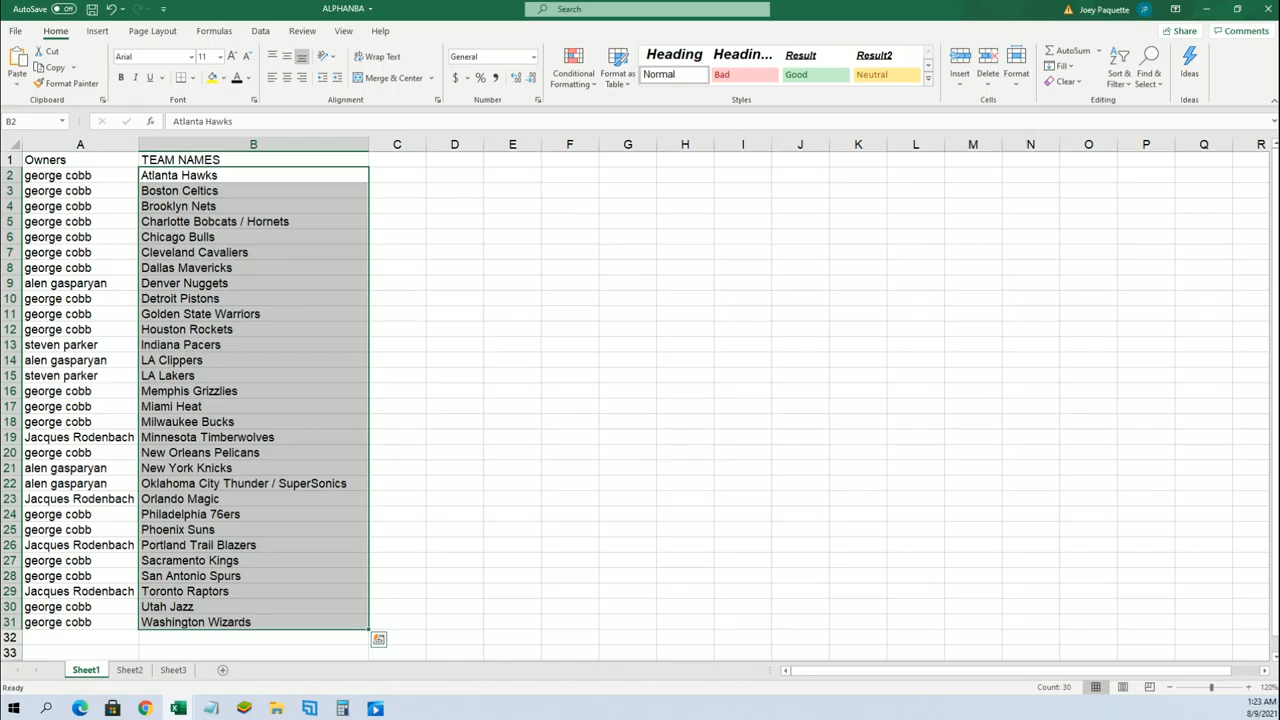 AutoSave Off ALPHANBA Search Joey Paquette JP
File Home Insert Page Layout Formulas Data Review View Help Share Comments
Paste Cut Copy Format Painter Clipboard
Arial 11 B I U A Font
Wrap Text Merge & Center Alignment
General $ % Number
Conditional Formatting Format as Table Heading Headin... Result Result2
Normal Bad Good Neutral Styles
Insert Delete Format Cells
AutoSum Fill Clear Sort & Filter Find & Select Editing
Ideas Ideas
B2 fx Atlanta Hawks
A B C D E F G H I J K L M N O P Q R
1 Owners TEAM NAMES
2 george cobb Atlanta Hawks
3 george cobb Boston Celtics
4 george cobb Brooklyn Nets
5 george cobb Charlotte Bobcats / Hornets
6 george cobb Chicago Bulls
7 george cobb Cleveland Cavaliers
8 george cobb Dallas Mavericks
9 alen gasparyan Denver Nuggets
10 george cobb Detroit Pistons
11 george cobb Golden State Warriors
12 george cobb Houston Rockets
13 steven parker Indiana Pacers
14 alen gasparyan LA Clippers
15 steven parker LA Lakers
16 george cobb Memphis Grizzlies
17 george cobb Miami Heat
18 george cobb Milwaukee Bucks
19 Jacques Rodenbach Minnesota Timberwolves
20 george cobb New Orleans Pelicans
21 alen gasparyan New York Knicks
22 alen gasparyan Oklahoma City Thunder / SuperSonics
23 Jacques Rodenbach Orlando Magic
24 george cobb Philadelphia 76ers
25 george cobb Phoenix Suns
26 Jacques Rodenbach Portland Trail Blazers
27 george cobb Sacramento Kings
28 george cobb San Antonio Spurs
29 Jacques Rodenbach Toronto Raptors
30 george cobb Utah Jazz
31 george cobb Washington Wizards
32
33
Sheet1 Sheet2 Sheet3
Ready Count: 30 120%
1:23 AM
8/9/2021